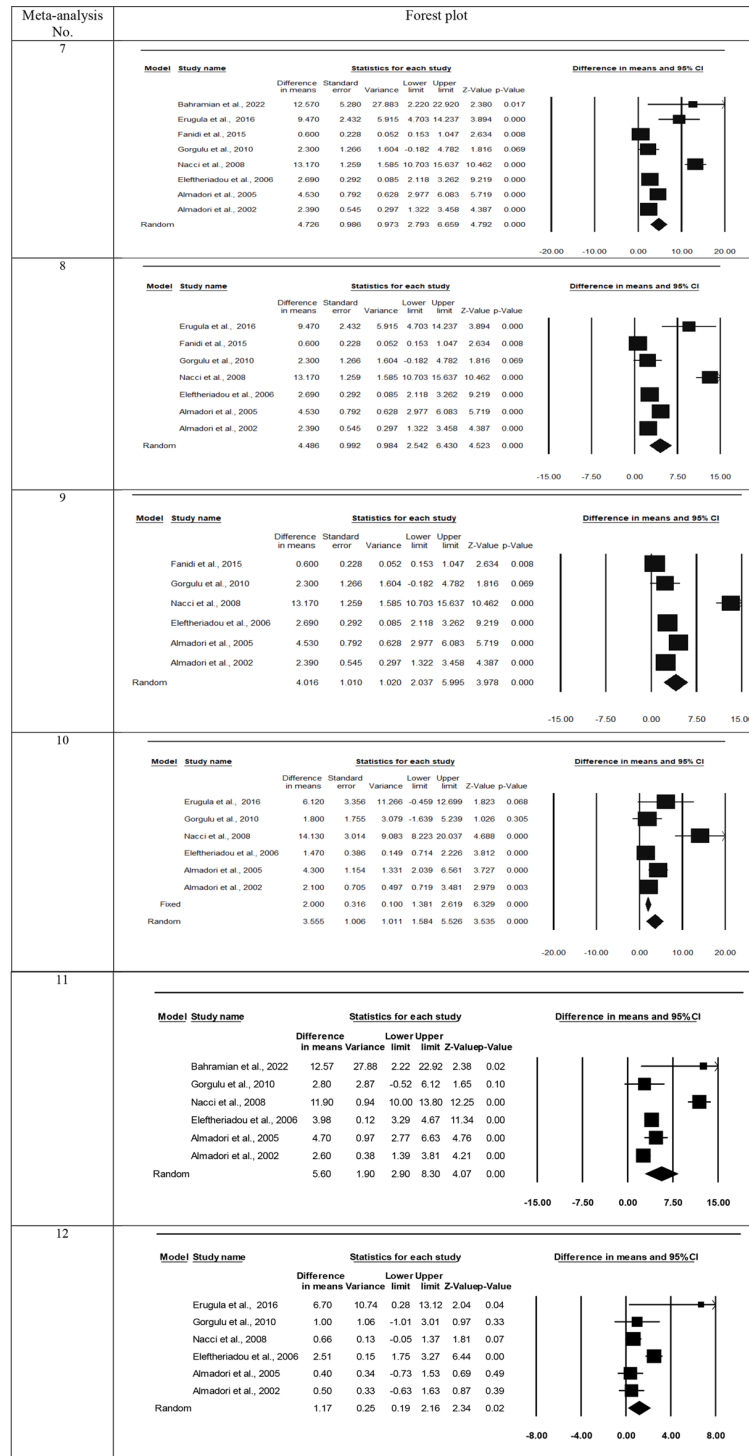 Meta-analysis No. Forest plot
7
Model Study name Statistics for each study Difference in means and 95% CI
Difference in means Standard error Variance Lower limit Upper limit Z-Value p-Value
Bahramian et al., 2022 12.570 5.280 27.883 2.220 22.920 2.380 0.017
Erugula et al., 2016 9.470 2.432 5.915 4.703 14.237 3.894 0.000
Fanidi et al., 2015 0.600 0.228 0.052 0.153 1.047 2.634 0.008
Gorgulu et al., 2010 2.300 1.266 1.604 -0.182 4.782 1.816 0.069
Nacci et al., 2008 13.170 1.259 1.585 10.703 15.637 10.462 0.000
Eleftheriadou et al., 2006 2.690 0.292 0.085 2.118 3.262 9.219 0.000
Almadori et al., 2005 4.530 0.792 0.628 2.977 6.083 5.719 0.000
Almadori et al., 2002 2.390 0.545 0.297 1.322 3.458 4.387 0.000
Random 4.726 0.986 0.973 2.793 6.659 4.792 0.000
-20.00 -10.00 0.00 10.00 20.00
8
Model Study name Statistics for each study Difference in means and 95% CI
Difference in means Standard error Variance Lower limit Upper limit Z-Value p-Value
Erugula et al., 2016 9.470 2.432 5.915 4.703 14.237 3.894 0.000
Fanidi et al., 2015 0.600 0.228 0.052 0.153 1.047 2.634 0.008
Gorgulu et al., 2010 2.300 1.266 1.604 -0.182 4.782 1.816 0.069
Nacci et al., 2008 13.170 1.259 1.585 10.703 15.637 10.462 0.000
Eleftheriadou et al., 2006 2.690 0.292 0.085 2.118 3.262 9.219 0.000
Almadori et al., 2005 4.530 0.792 0.628 2.977 6.083 5.719 0.000
Almadori et al., 2002 2.390 0.545 0.297 1.322 3.458 4.387 0.000
Random 4.486 0.992 0.984 2.542 6.430 4.523 0.000
-15.00 -7.50 0.00 7.50 15.00
9
Model Study name Statistics for each study Difference in means and 95% CI
Difference in means Standard error Variance Lower limit Upper limit Z-Value p-Value
Fanidi et al., 2015 0.600 0.228 0.052 0.153 1.047 2.634 0.008
Gorgulu et al., 2010 2.300 1.266 1.604 -0.182 4.782 1.816 0.069
Nacci et al., 2008 13.170 1.259 1.585 10.703 15.637 10.462 0.000
Eleftheriadou et al., 2006 2.690 0.292 0.085 2.118 3.262 9.219 0.000
Almadori et al., 2005 4.530 0.792 0.628 2.977 6.083 5.719 0.000
Almadori et al., 2002 2.390 0.545 0.297 1.322 3.458 4.387 0.000
Random 4.016 1.010 1.020 2.037 5.995 3.978 0.000
-15.00 -7.50 0.00 7.50 15.00
10
Model Study name Statistics for each study Difference in means and 95% CI
Difference in means Standard error Variance Lower limit Upper limit Z-Value p-Value
Erugula et al., 2016 6.120 3.356 11.266 -0.459 12.699 1.823 0.068
Gorgulu et al., 2010 1.800 1.755 3.079 -1.639 5.239 1.026 0.305
Nacci et al., 2008 14.130 3.014 9.083 8.223 20.037 4.688 0.000
Eleftheriadou et al., 2006 1.470 0.386 0.149 0.714 2.226 3.812 0.000
Almadori et al., 2005 4.300 1.154 1.331 2.039 6.561 3.727 0.000
Almadori et al., 2002 2.100 0.705 0.497 0.719 3.481 2.979 0.003
Fixed 2.000 0.316 0.100 1.381 2.619 6.329 0.000
Random 3.555 1.006 1.011 1.584 5.526 3.535 0.000
-20.00 -10.00 0.00 10.00 20.00
11
Model Study name Statistics for each study Difference in means and 95%CI
Difference in means Variance Lower limit Upper limit Z-Value p-Value
Bahramian et al., 2022 12.57 27.88 2.22 22.92 2.38 0.02
Gorgulu et al., 2010 2.80 2.87 -0.52 6.12 1.65 0.10
Nacci et al., 2008 11.90 0.94 10.00 13.80 12.25 0.00
Eleftheriadou et al., 2006 3.98 0.12 3.29 4.67 11.34 0.00
Almadori et al., 2005 4.70 0.97 2.77 6.63 4.76 0.00
Almadori et al., 2002 2.60 0.38 1.39 3.81 4.21 0.00
Random 5.60 1.90 2.90 8.30 4.07 0.00
-15.00 -7.50 0.00 7.50 15.00
12
Model Study name Statistics for each study Difference in means and 95%CI
Difference in means Variance Lower limit Upper limit Z-Value p-Value
Erugula et al., 2016 6.70 10.74 0.28 13.12 2.04 0.04
Gorgulu et al., 2010 1.00 1.06 -1.01 3.01 0.97 0.33
Nacci et al., 2008 0.66 0.13 -0.05 1.37 1.81 0.07
Eleftheriadou et al., 2006 2.51 0.15 1.75 3.27 6.44 0.00
Almadori et al., 2005 0.40 0.34 -0.73 1.53 0.69 0.49
Almadori et al., 2002 0.50 0.33 -0.63 1.63 0.87 0.39
Random 1.17 0.25 0.19 2.16 2.34 0.02
-8.00 -4.00 0.00 4.00 8.00